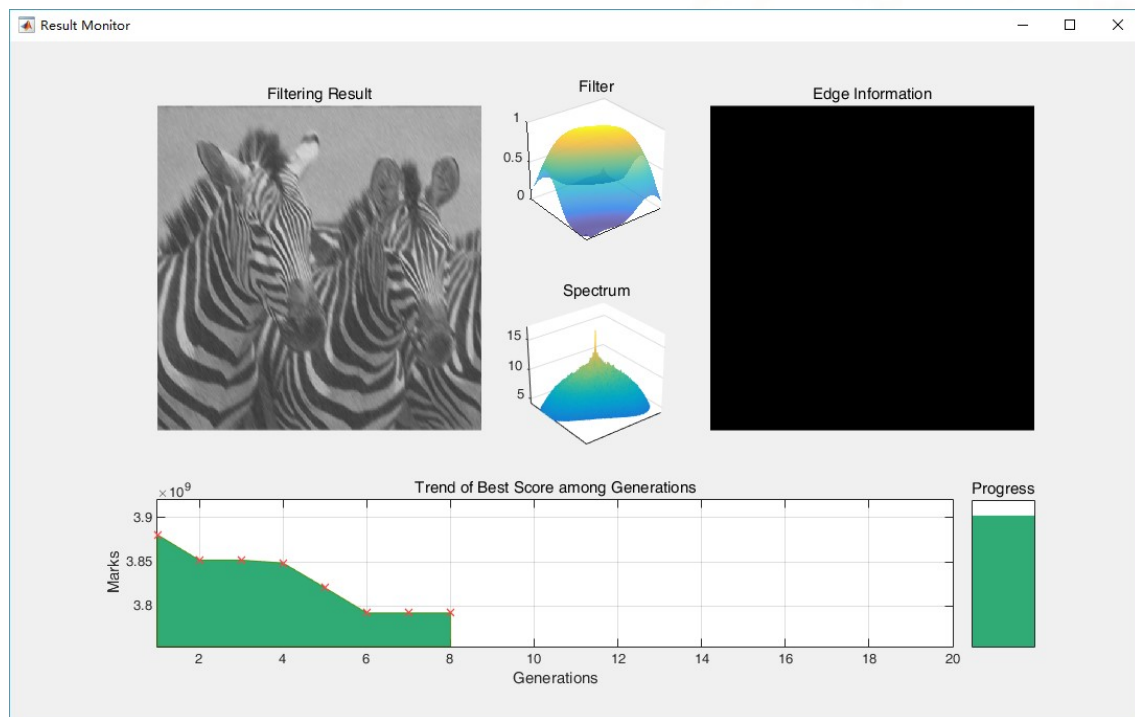 Result Monitor
Filtering Result
Filter
Edge Information
1
0.5
0
Spectrum
15
10
5
×10^9
Trend of Best Score among Generations
Progress
3.9
3.85
3.8
Marks
2 4 6 8 10 12 14 16 18 20
Generations